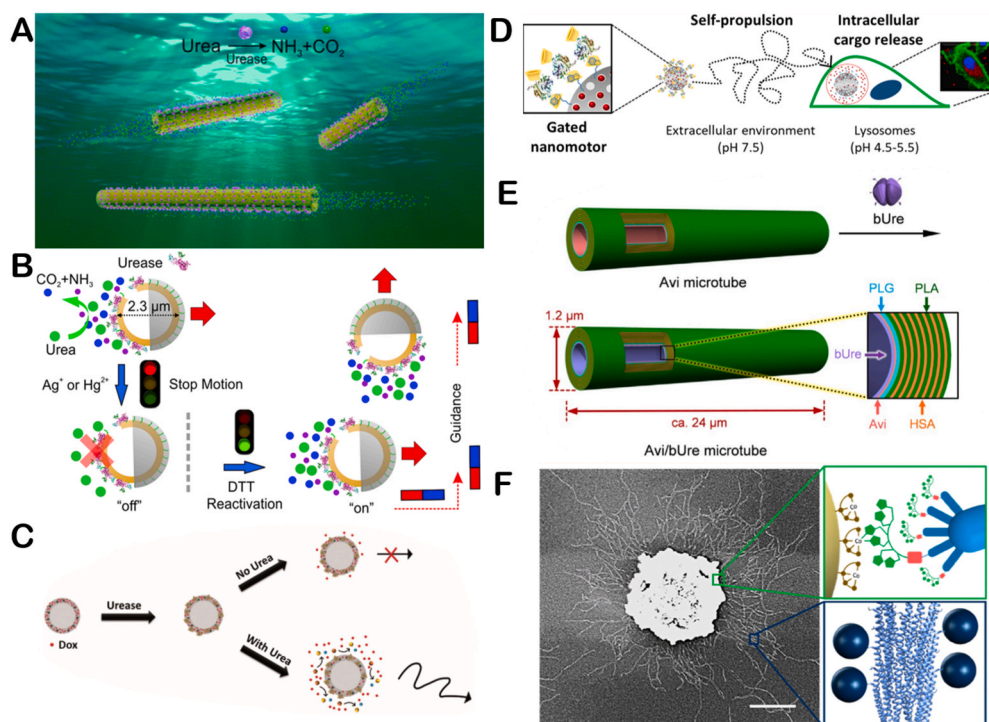 A
Urea → NH₃+CO₂
Urease
B
Urease
CO₂+NH₃
2.3 µm
Urea
Ag⁺ or Hg²⁺
Stop Motion
"off"
DTT
Reactivation
"on"
Guidance
C
Dox
Urease
No Urea
With Urea
D
Gated
nanomotor
Self-propulsion
Extracellular environment
(pH 7.5)
Intracellular
cargo release
Lysosomes
(pH 4.5-5.5)
E
bUre
Avi microtube
1.2 µm
ca. 24 µm
Avi/bUre microtube
PLG
PLA
bUre
Avi
HSA
F
Co
Co
Co